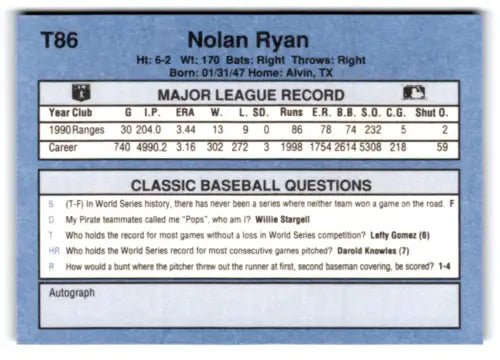 T86
Nolan Ryan
Ht: 6-2 Wt: 170 Bats: Right Throws: Right
Born: 01/31/47 Home: Alvin, TX
MAJOR LEAGUE RECORD
Year Club G I.P. ERA W L. SO. Runs E.R. B.B. S.O. C.G. Shut O.
1990 Ranges 30 204.0 3.44 13 9 0 86 78 74 232 5 2
Career 740 4990.2 3.16 302 272 3 1998 1754 2614 5308 218 59
CLASSIC BASEBALL QUESTIONS
S (T-F) In World Series history, there has never been a series where neither team won a game on the road. F
D My Pirate teammates called me "Pops", who am I? Willie Stargell
T Who holds the record for most games without a loss in World Series competition? Lefty Gomez (6)
HR Who holds the World Series record for most consecutive games pitched? Darold Knowles (7)
R How would a bunt where the pitcher threw out the runner at first, second baseman covering, be scored? 1-4
Autograph